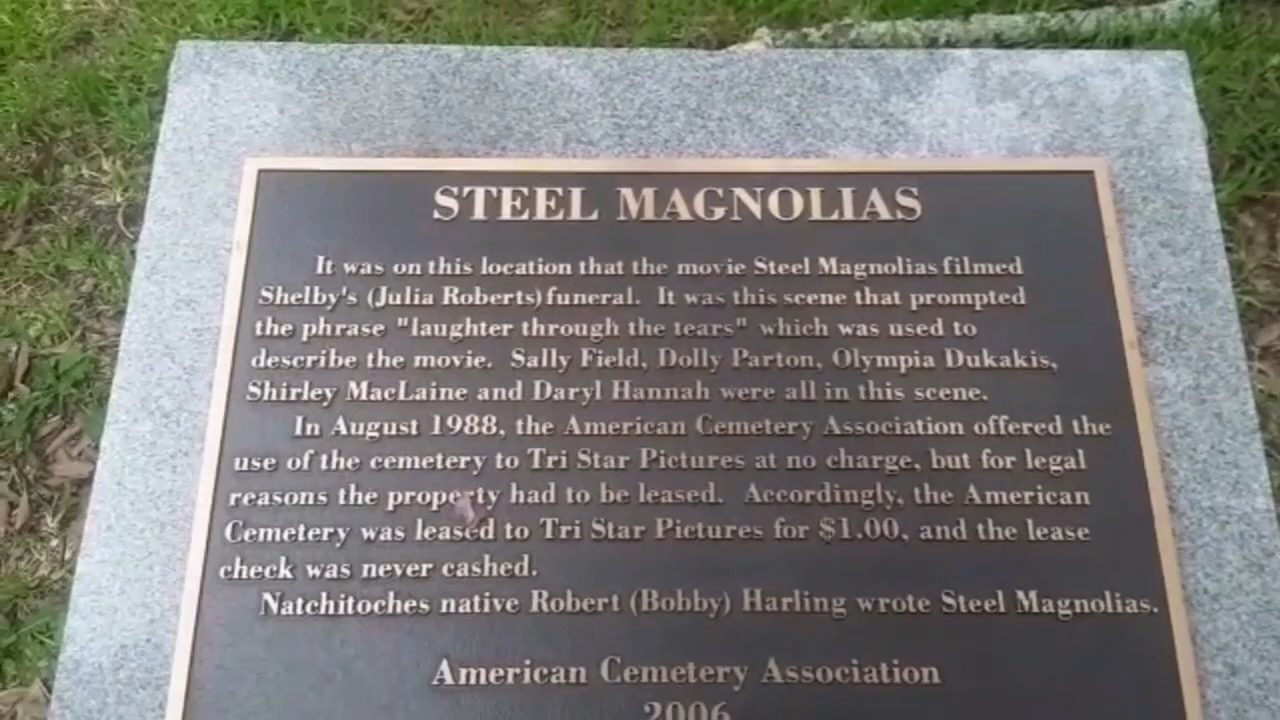 STEEL MAGNOLIAS
It was on this location that the movie Steel Magnolias filmed
Shelby's (Julia Roberts) funeral. It was this scene that prompted
the phrase "laughter through the tears" which was used to
describe the movie. Sally Field, Dolly Parton, Olympia Dukakis,
Shirley MacLaine and Daryl Hannah were all in this scene.
In August 1988, the American Cemetery Association offered the
use of the cemetery to Tri Star Pictures at no charge, but for legal
reasons the property had to be leased. Accordingly, the American
Cemetery was leased to Tri Star Pictures for $1.00, and the lease
check was never cashed.
Natchitoches native Robert (Bobby) Harling wrote Steel Magnolias.
American Cemetery Association
2006